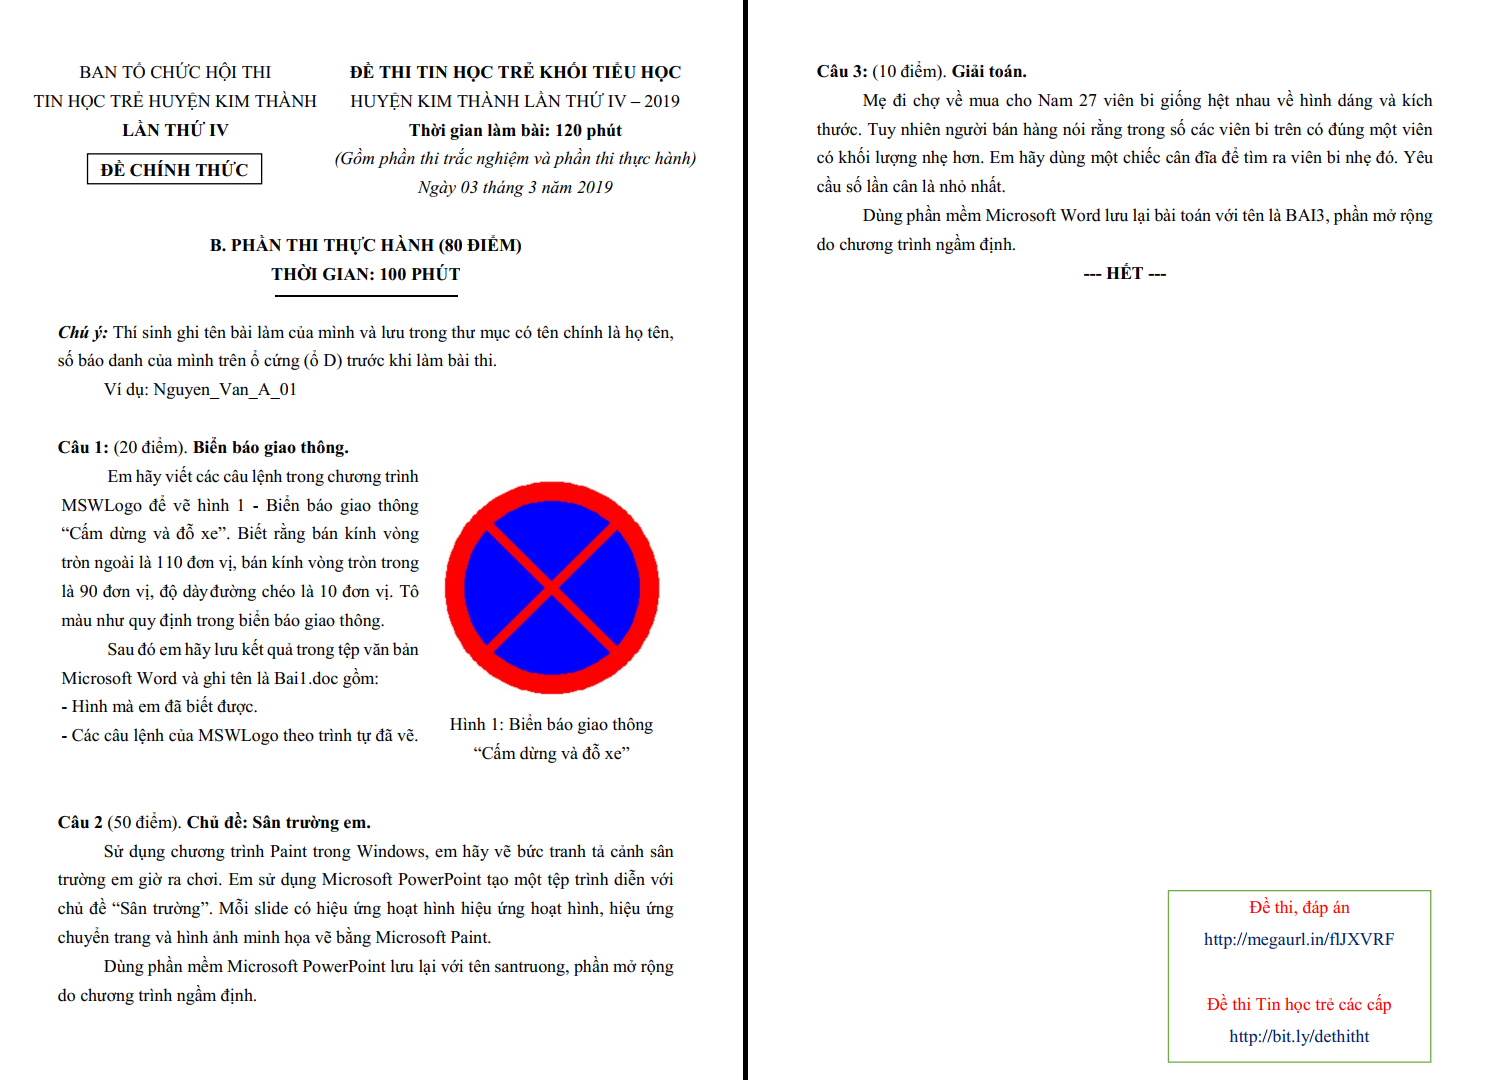 BAN TỔ CHỨC HỘI THI
TIN HỌC TRẺ HUYỆN KIM THÀNH
LẦN THỨ IV
ĐỀ CHÍNH THỨC
ĐỀ THI TIN HỌC TRẺ KHỐI TIỂU HỌC
HUYỆN KIM THÀNH LẦN THỨ IV – 2019
Thời gian làm bài: 120 phút
(Gồm phần thi trắc nghiệm và phần thi thực hành)
Ngày 03 tháng 3 năm 2019
B. PHẦN THI THỰC HÀNH (80 ĐIỂM)
THỜI GIAN: 100 PHÚT
Chú ý: Thí sinh ghi tên bài làm của mình và lưu trong thư mục có tên chính là họ tên,
số báo danh của mình trên ổ cứng (ổ D) trước khi làm bài thi.
Ví dụ: Nguyen_Van_A_01
Câu 1: (20 điểm). Biển báo giao thông.
Em hãy viết các câu lệnh trong chương trình
MSWLogo để vẽ hình 1 - Biển báo giao thông
“Cấm dừng và đỗ xe”. Biết rằng bán kính vòng
tròn ngoài là 110 đơn vị, bán kính vòng tròn trong
là 90 đơn vị, độ dày đường chéo là 10 đơn vị. Tô
màu như quy định trong biển báo giao thông.
Sau đó em hãy lưu kết quả trong tệp văn bản
Microsoft Word và ghi tên là Bai1.doc gồm:
- Hình mà em đã biết được.
- Các câu lệnh của MSWLogo theo trình tự đã vẽ.
Hình 1: Biển báo giao thông
“Cấm dừng và đỗ xe”
Câu 2 (50 điểm). Chủ đề: Sân trường em.
Sử dụng chương trình Paint trong Windows, em hãy vẽ bức tranh tả cảnh sân
trường em giờ ra chơi. Em sử dụng Microsoft PowerPoint tạo một tệp trình diễn với
chủ đề “Sân trường”. Mỗi slide có hiệu ứng hoạt hình hiệu ứng hoạt hình, hiệu ứng
chuyển trang và hình ảnh minh họa vẽ bằng Microsoft Paint.
Dùng phần mềm Microsoft PowerPoint lưu lại với tên santruong, phần mở rộng
do chương trình ngầm định.
Câu 3: (10 điểm). Giải toán.
Mẹ đi chợ về mua cho Nam 27 viên bi giống hệt nhau về hình dáng và kích
thước. Tuy nhiên người bán hàng nói rằng trong số các viên bi trên có đúng một viên
có khối lượng nhẹ hơn. Em hãy dùng một chiếc cân đĩa để tìm ra viên bi nhẹ đó. Yêu
cầu số lần cân là nhỏ nhất.
Dùng phần mềm Microsoft Word lưu lại bài toán với tên là BAI3, phần mở rộng
do chương trình ngầm định.
--- HẾT ---
Đề thi, đáp án
http://megaurl.in/flJXVRF
Đề thi Tin học trẻ các cấp
http://bit.ly/dethitht